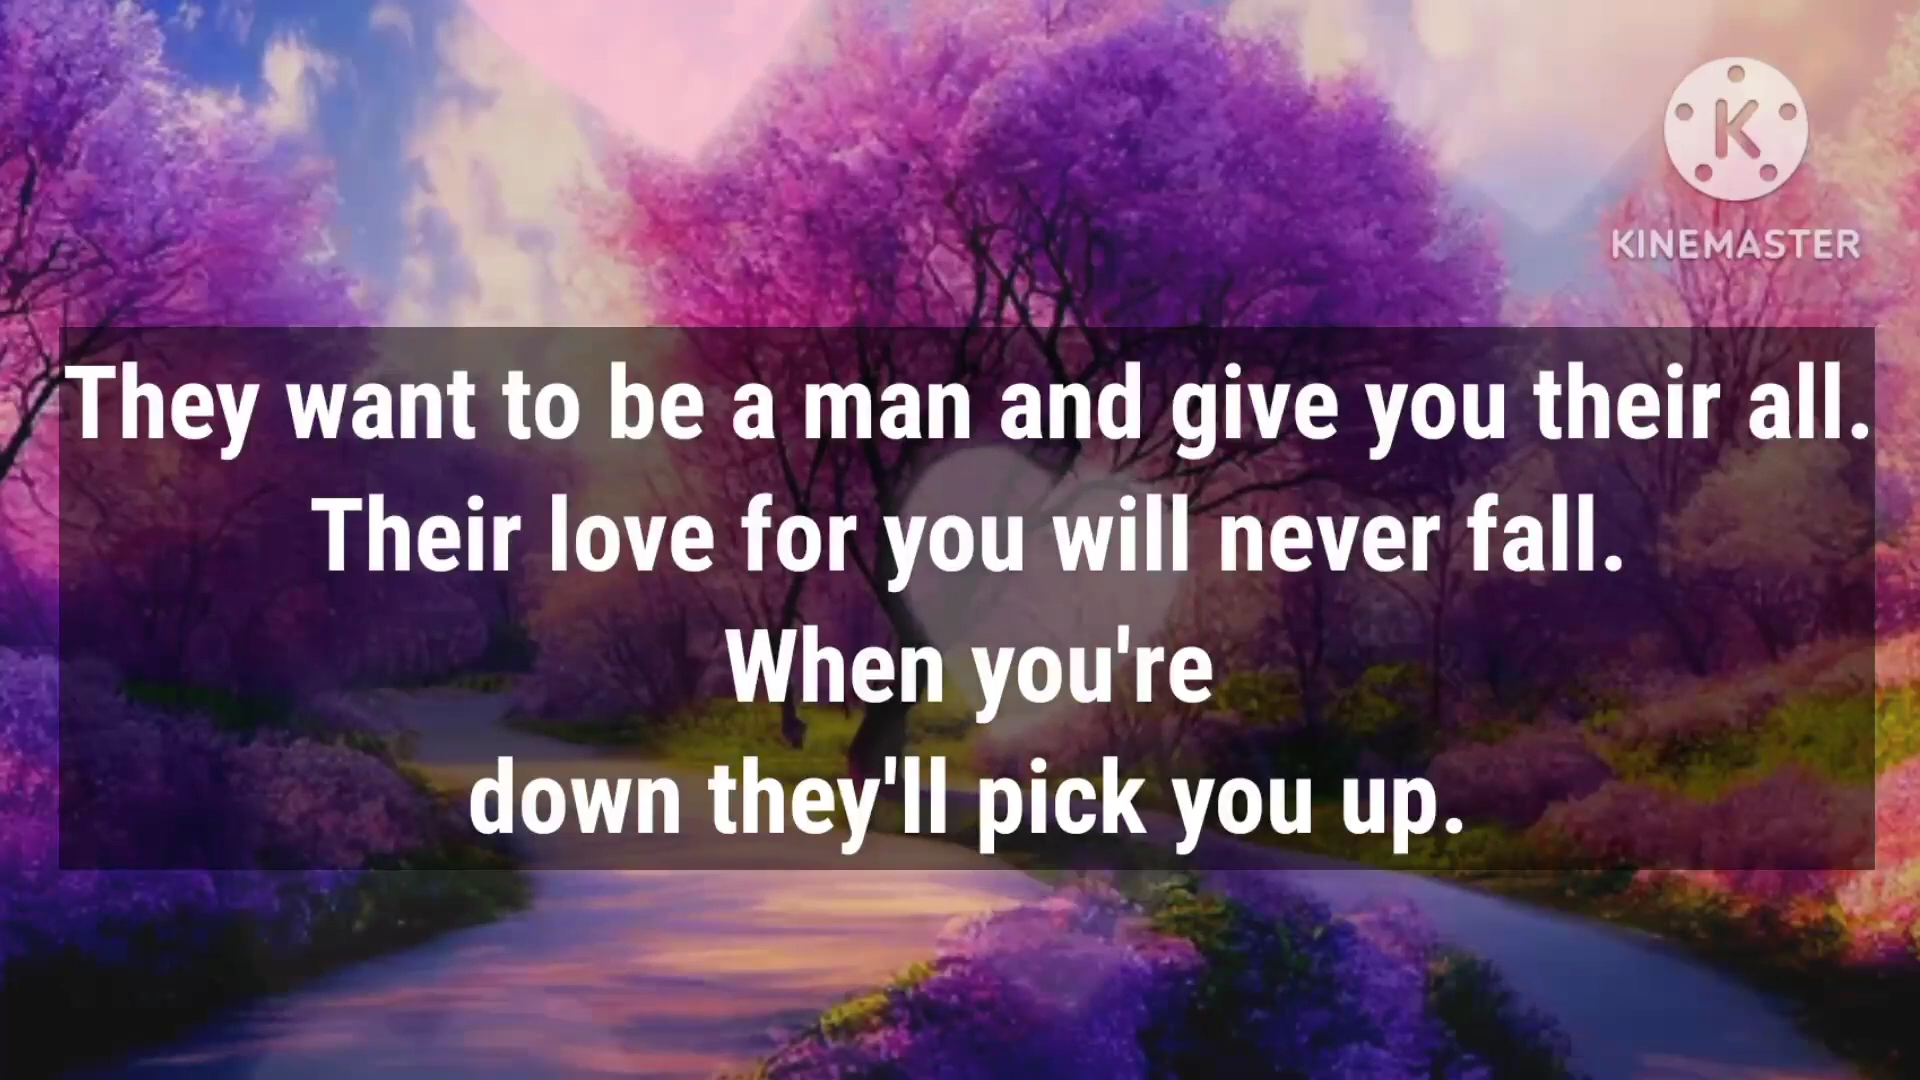 K
KINEMASTER
They want to be a man and give you their all.
Their love for you will never fall.
When you're
down they'll pick you up.